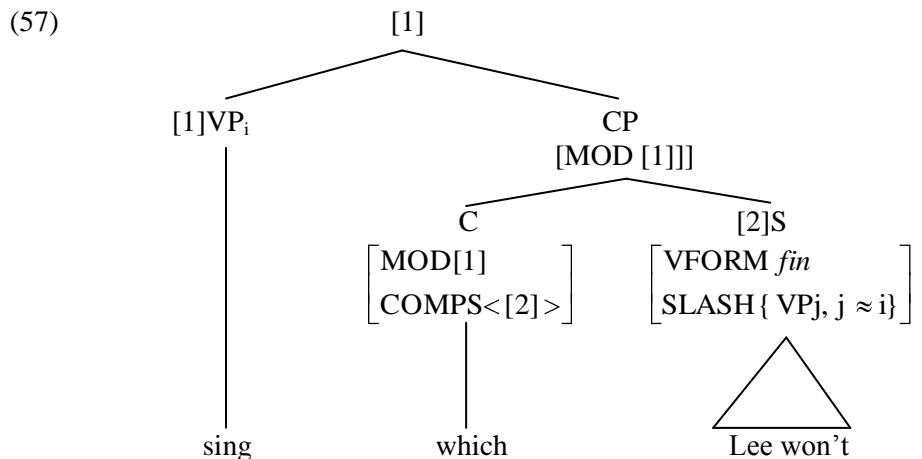 (57) [1]
[1]VPi CP
[MOD [1]]]
C [2]S
MOD[1] VFORM fin
COMPS<[2]> SLASH{ VPj, j ≈ i}
sing which Lee won't